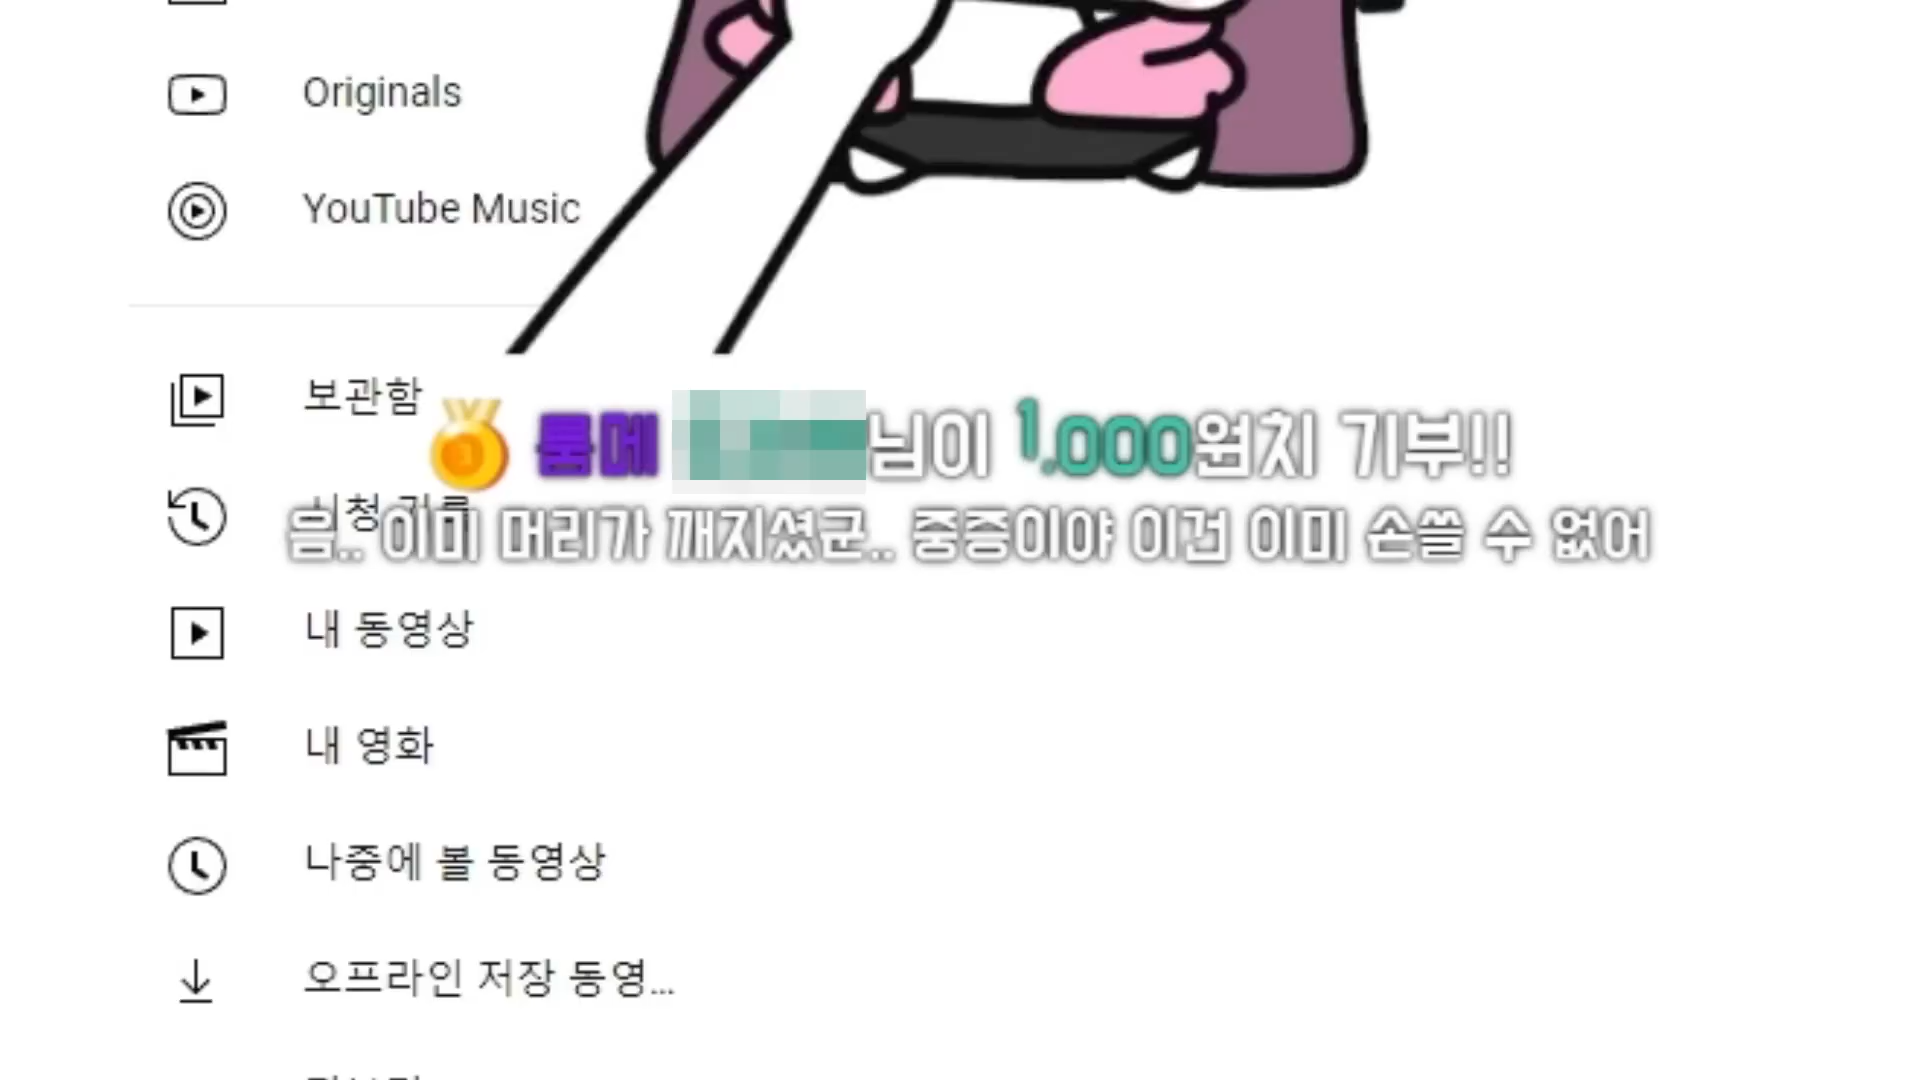 Originals
YouTube Music
보관함
룸메 님이 1,000원치 기부!!
음.. 이미 머리가 깨지셨군.. 중증이야 이건 이미 손쓸 수 없어
내 동영상
내 영화
나중에 볼 동영상
오프라인 저장 동영...